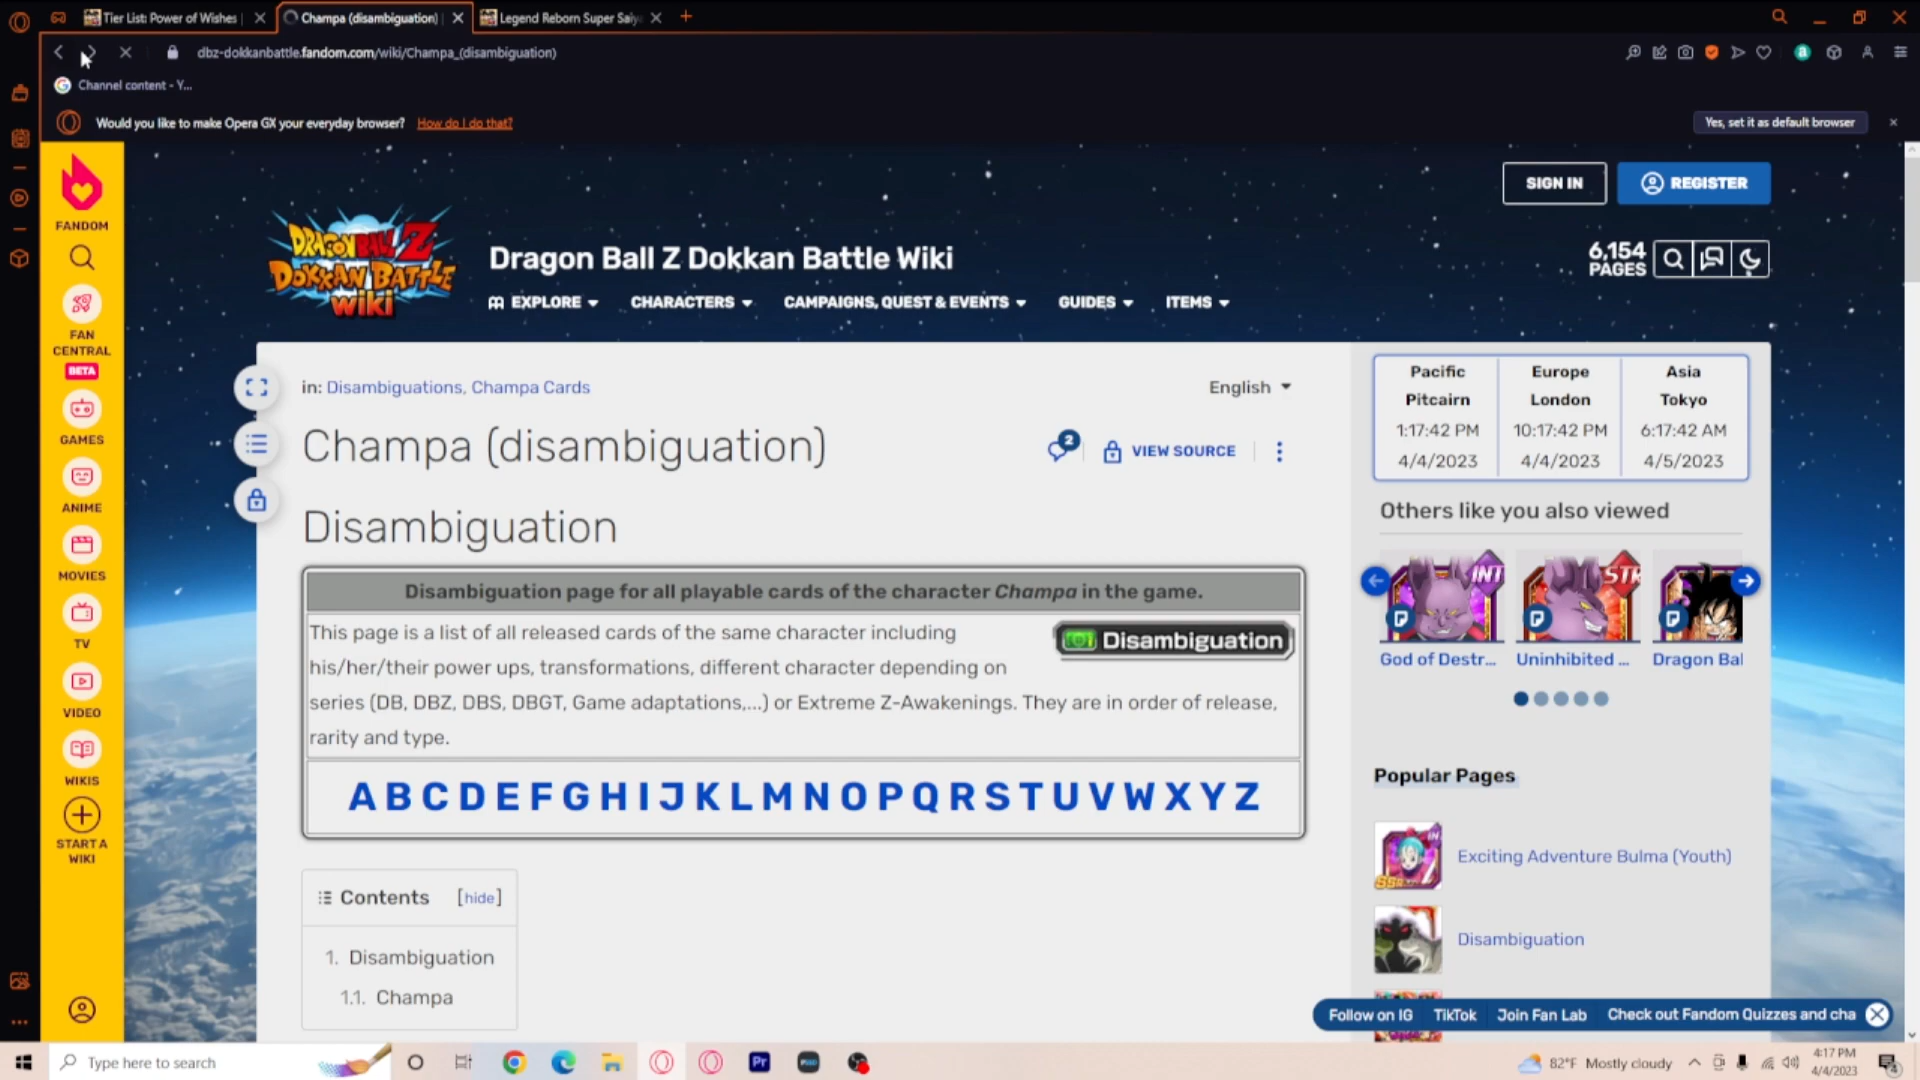 Tier List: Power of Wishes |
Champa (disambiguation) |
Legend Reborn Super Saiy
dbz-dokkanbattle.fandom.com/wiki/Champa_(disambiguation)
Channel content - Y...
Would you like to make Opera GX your everyday browser? How do I do that?
Yes, set it as default browser
FANDOM
FAN
CENTRAL
BETA
GAMES
ANIME
MOVIES
TV
VIDEO
WIKIS
START A
WIKI
SIGN IN
REGISTER
DRAGON BALL Z
DOKKAN BATTLE
wiki
Dragon Ball Z Dokkan Battle Wiki
6,154
PAGES
EXPLORE
CHARACTERS
CAMPAIGNS, QUEST & EVENTS
GUIDES
ITEMS
in: Disambiguations, Champa Cards
English
Champa (disambiguation)
2
VIEW SOURCE
Disambiguation
Disambiguation page for all playable cards of the character Champa in the game.
This page is a list of all released cards of the same character including
his/her/their power ups, transformations, different character depending on
series (DB, DBZ, DBS, DBGT, Game adaptations,...) or Extreme Z-Awakenings. They are in order of release,
rarity and type.
Disambiguation
A B C D E F G H I J K L M N O P Q R S T U V W X Y Z
Contents [hide]
1. Disambiguation
1.1. Champa
Pacific
Pitcairn
1:17:42 PM
4/4/2023
Europe
London
10:17:42 PM
4/4/2023
Asia
Tokyo
6:17:42 AM
4/5/2023
Others like you also viewed
INT
STR
God of Destr...
Uninhibited ...
Dragon Bal
Popular Pages
Exciting Adventure Bulma (Youth)
Disambiguation
Follow on IG
TikTok
Join Fan Lab
Check out Fandom Quizzes and cha
Type here to search
Pr
82°F Mostly cloudy
4:17 PM
4/4/2023
4